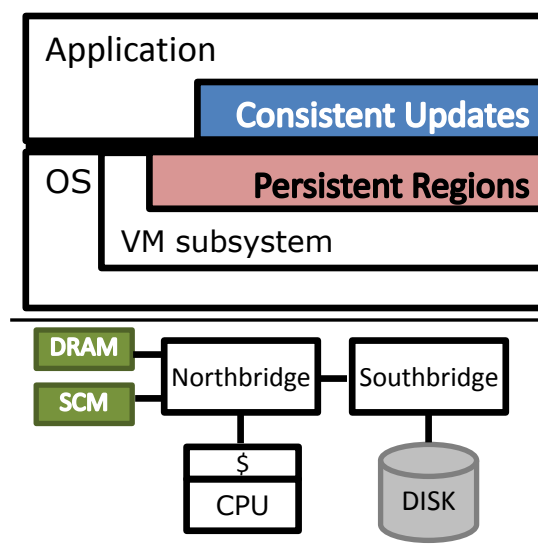 Application
Consistent Updates
OS
Persistent Regions
VM subsystem
DRAM
SCM
Northbridge
Southbridge
$
CPU
DISK